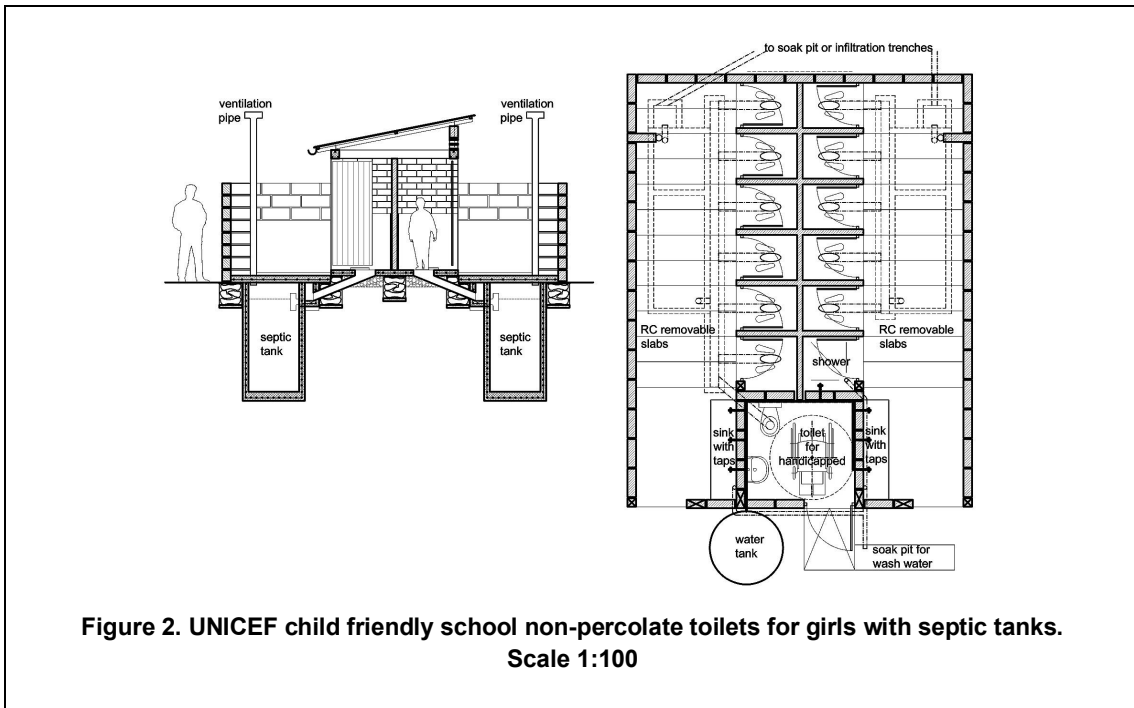 ventilation
pipe
ventilation
pipe
septic
tank
septic
tank
to soak pit or infiltration trenches
RC removable
slabs
RC removable
slabs
shower
sink
with
taps
toilet
for
handicapped
sink
with
taps
water
tank
soak pit for
wash water
Figure 2. UNICEF child friendly school non-percolate toilets for girls with septic tanks.
Scale 1:100